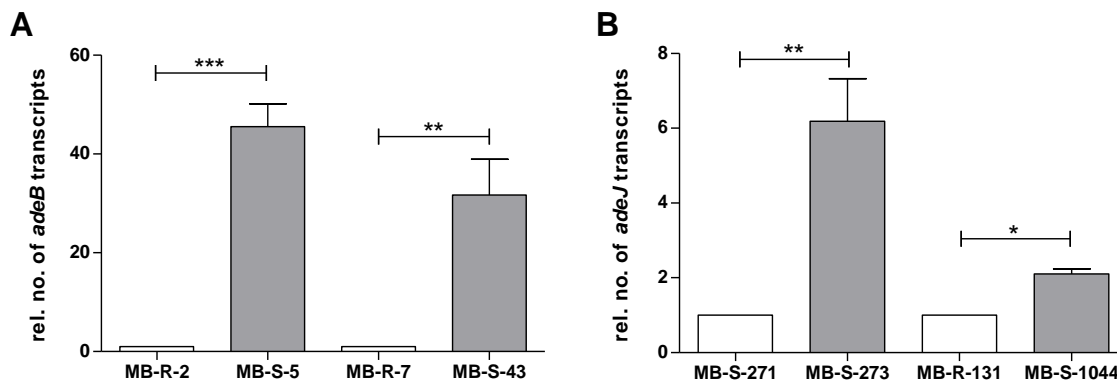 A
rel. no. of adeB transcripts
60
40
20
0
***
**
MB-R-2 MB-S-5 MB-R-7 MB-S-43
B
rel. no. of adeJ transcripts
8
6
4
2
0
**
*
MB-S-271 MB-S-273 MB-R-131 MB-S-1044